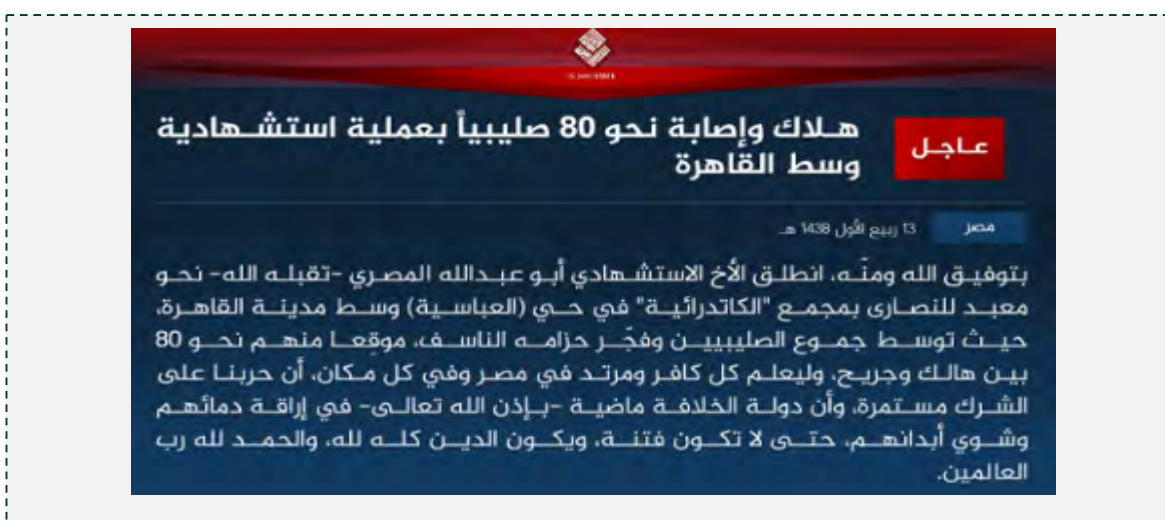 عـاجـل
هـلاك وإصابة نحو 80 صليبياً بعملية استشـهادية
وسط القاهرة
مصر
13 ربيع الأول 1438 هـ
بتوفيـق الله ومنّـه، انطلـق الأخ الاستشـهادي أبـو عبـدالله المصـري -تقبلـه الله- نحـو
معبـد للنصـارى بمجمـع "الكاتدرائيـة" في حـي (العباسـية) وسـط مدينـة القاهـرة،
حيـث توسـط جمـوع الصليبييـن وفجّـر حزامـه الناسـف، موقِعـا منهـم نحـو 80
بيـن هالـك وجريـح، وليعلـم كل كافـر ومرتـد في مصـر وفي كل مـكان، أن حربنـا على
الشـرك مسـتمرة، وأن دولـة الخلافـة ماضيـة -بـإذن الله تعالـى- في إراقـة دمائهـم
وشـوي أبدانهـم، حتـى لا تكـون فتنـة، ويكـون الديـن كلـه لله، والحمـد لله رب
العالمين.